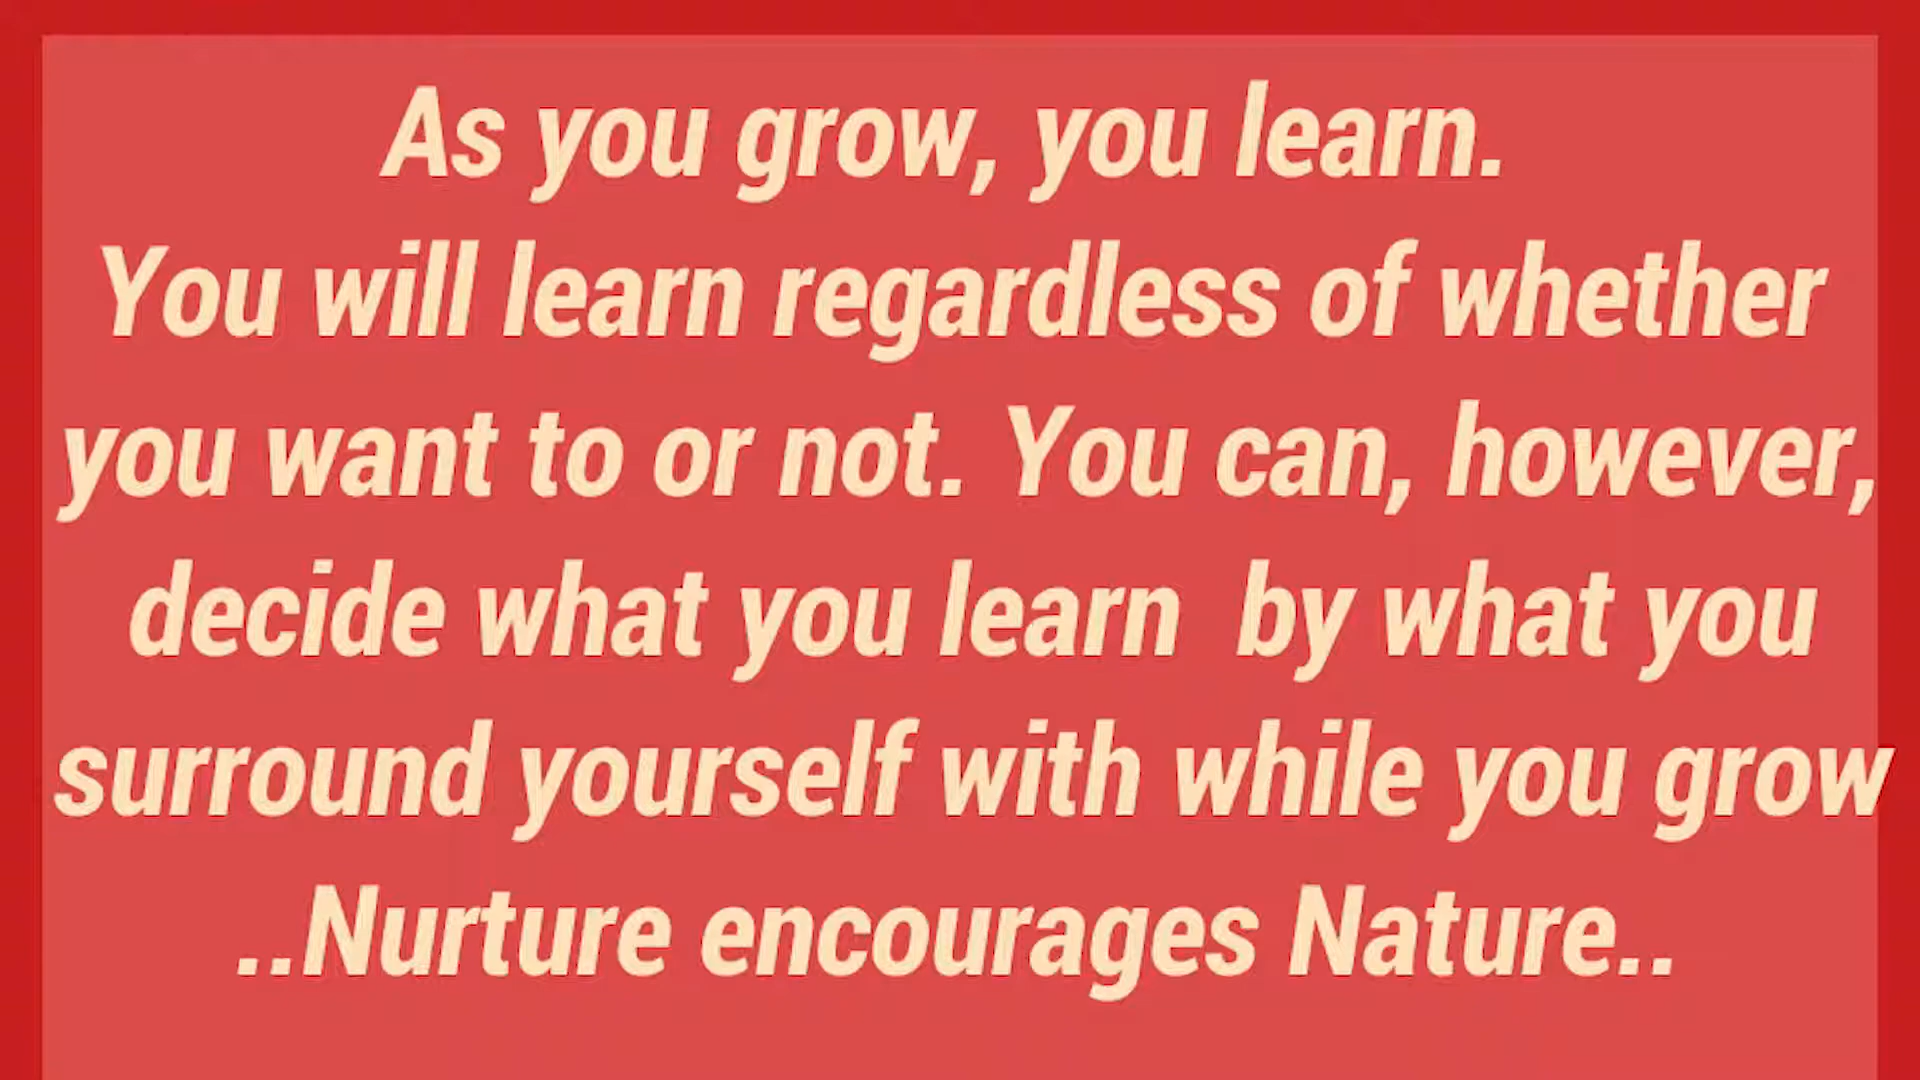 As you grow, you learn.
You will learn regardless of whether
you want to or not. You can, however,
decide what you learn  by what you
surround yourself with while you grow
..Nurture encourages Nature..